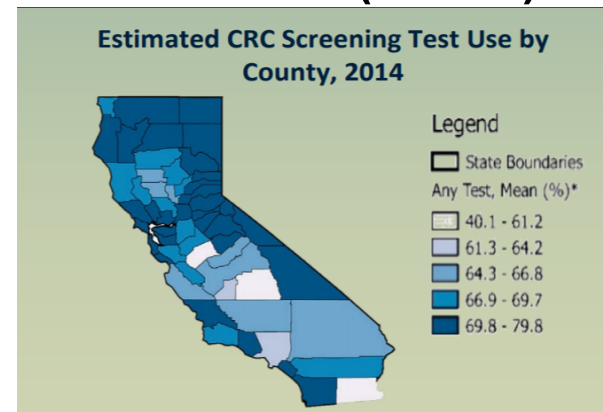 Estimated CRC Screening Test Use by
County, 2014
Legend
State Boundaries
Any Test, Mean (%)*
40.1 - 61.2
61.3 - 64.2
64.3 - 66.8
66.9 - 69.7
69.8 - 79.8